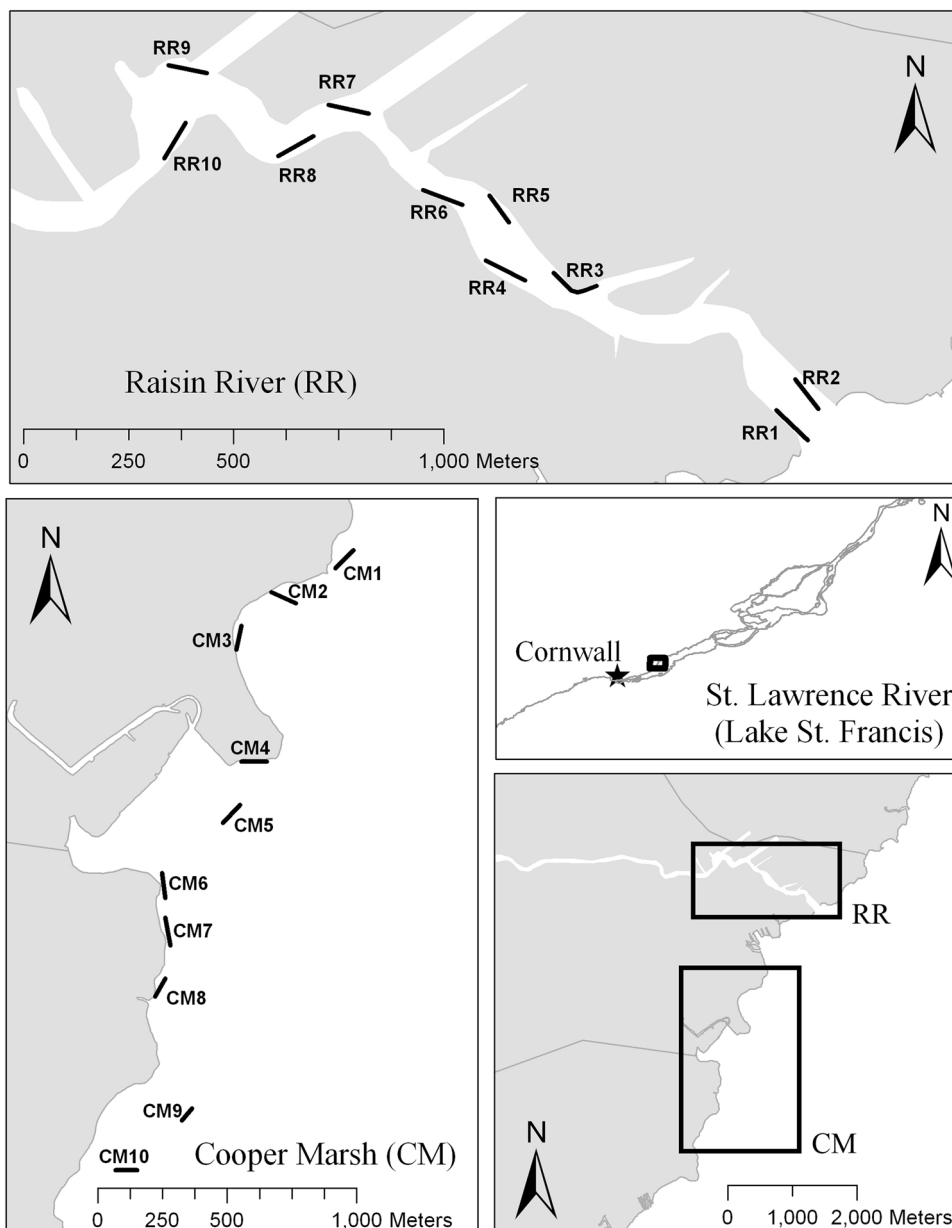 RR9
N
RR7
RR8
RR10
RR5
RR6
RR3
RR4
Raisin River (RR)
RR2
RR1
0 250 500 1,000 Meters
N
CM1
CM2
CM3
CM4
CM5
CM6
CM7
CM8
CM9
Cooper Marsh (CM)
CM10
0 250 500 1,000 Meters
N
Cornwall
St. Lawrence River
(Lake St. Francis)
RR
N
CM
0 1,000 2,000 Meters